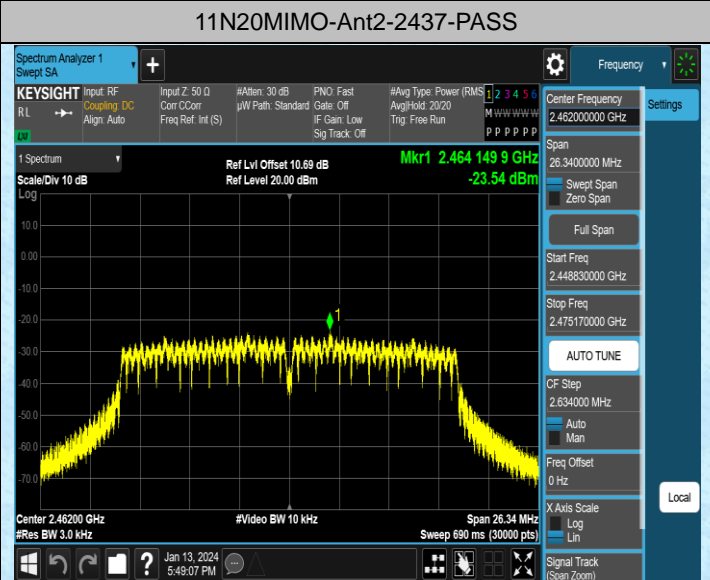 11N20MIMO-Ant2-2437-PASS
Spectrum Analyzer 1
Swept SA
Frequency
KEYSIGHT
RL
Input: RF
Coupling: DC
Align: Auto
Input Z: 50 Ω
Corr CCorr
Freq Ref: Int (S)
#Atten: 30 dB
µW Path: Standard
PNO: Fast
Gate: Off
IF Gain: Low
Sig Track: Off
#Avg Type: Power (RMS
Avg|Hold: 20/20
Trig: Free Run
1 2 3 4 5 6
M W W W W W
P P P P P P
LXI
Center Frequency
2.462000000 GHz
Settings
Span
26.3400000 MHz
Swept Span
Zero Span
Full Span
Start Freq
2.448830000 GHz
Stop Freq
2.475170000 GHz
AUTO TUNE
CF Step
2.634000 MHz
Auto
Man
Freq Offset
0 Hz
X Axis Scale
Log
Lin
Local
Signal Track
(Span Zoom)
1 Spectrum
Scale/Div 10 dB
Log
Ref Lvl Offset 10.69 dB
Ref Level 20.00 dBm
Mkr1 2.464 149 9 GHz
-23.54 dBm
10.0
0.00
-10.0
-20.0
-30.0
-40.0
-50.0
-60.0
-70.0
1
Center 2.46200 GHz
#Res BW 3.0 kHz
#Video BW 10 kHz
Span 26.34 MHz
Sweep 690 ms (30000 pts)
?
Jan 13, 2024
5:49:07 PM